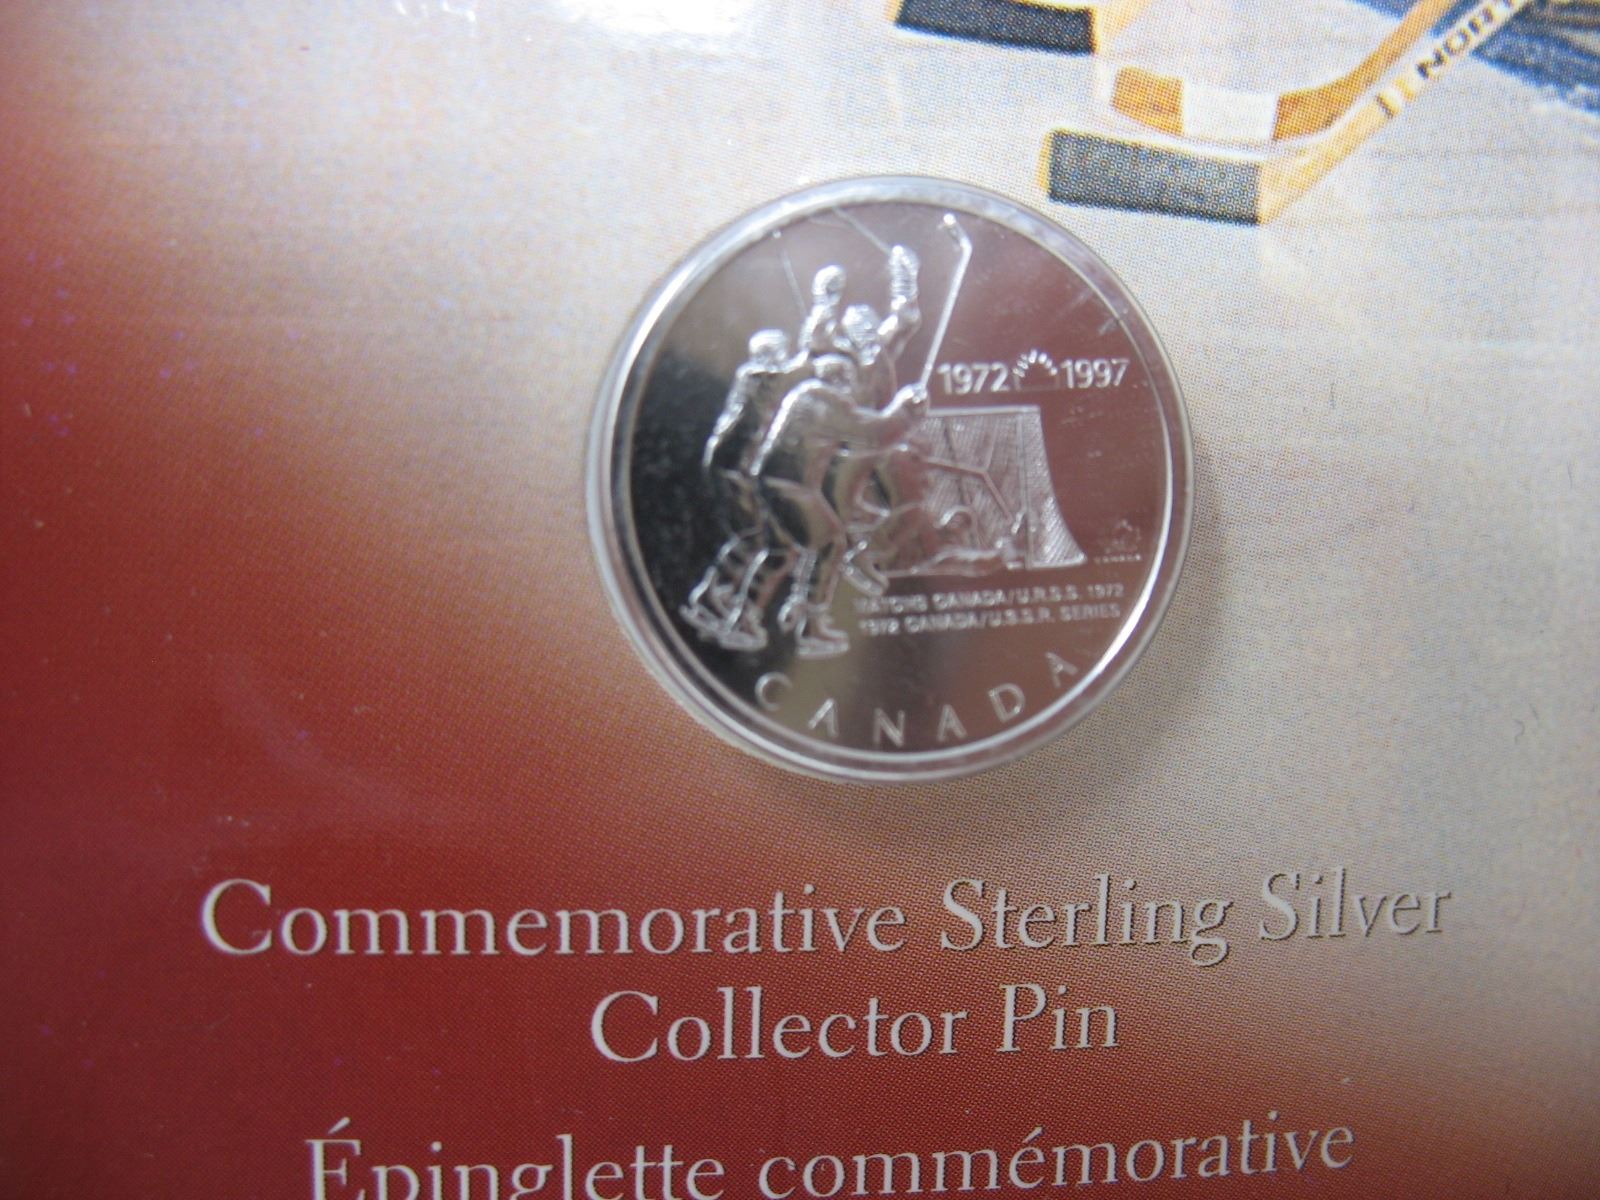 1972 1997
MATCHS CANADA/U.R.S.S. 1972
1972 CANADA/U.S.S.R. SERIES
CANADA
Commemorative Sterling Silver
Collector Pin
Épinglette commémorative